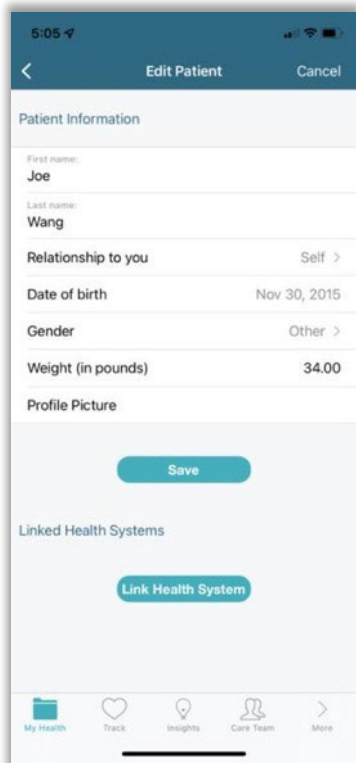 5:05
Edit Patient Cancel
Patient Information
First name:
Joe
Last name:
Wang
Relationship to you Self >
Date of birth Nov 30, 2015
Gender Other >
Weight (in pounds) 34.00
Profile Picture
Save
Linked Health Systems
Link Health System
My Health Track Insights Care Team More